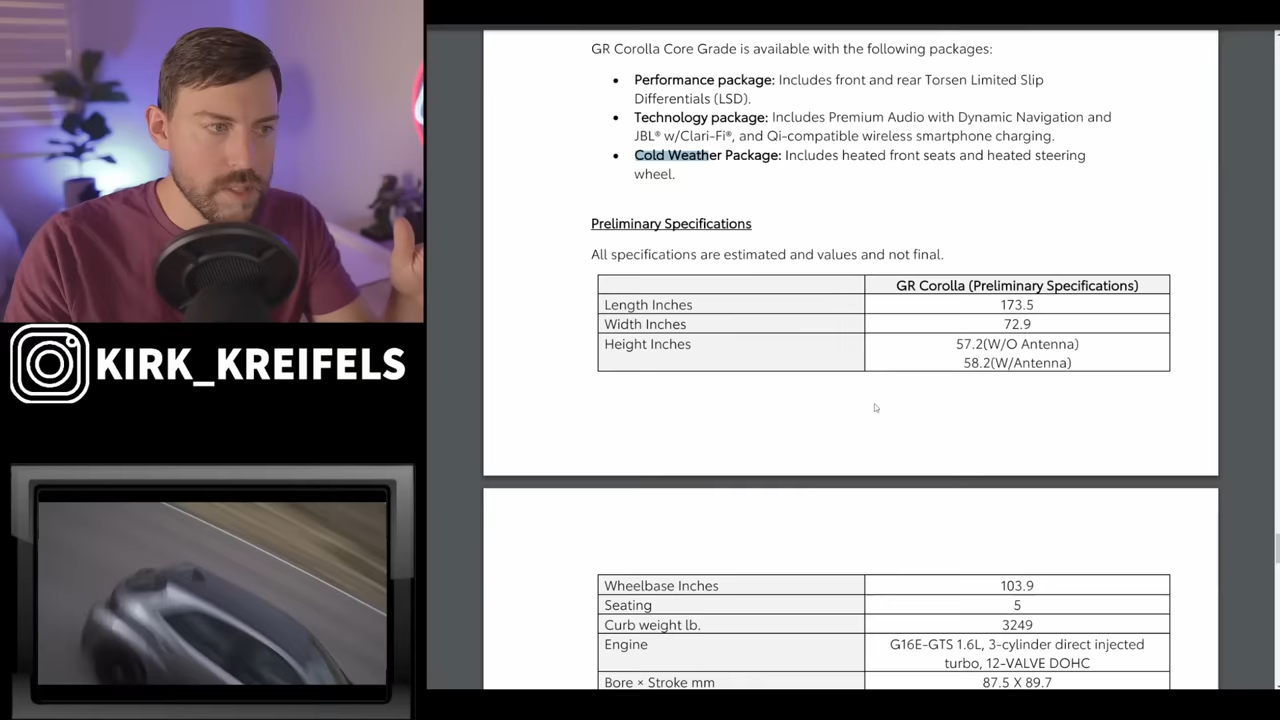 GR Corolla Core Grade is available with the following packages:
• Performance package: Includes front and rear Torsen Limited Slip
Differentials (LSD).
• Technology package: Includes Premium Audio with Dynamic Navigation and
JBL® w/Clari-Fi®, and Qi-compatible wireless smartphone charging.
• Cold Weather Package: Includes heated front seats and heated steering
wheel.
Preliminary Specifications
All specifications are estimated and values and not final.
GR Corolla (Preliminary Specifications)
Length Inches 173.5
Width Inches 72.9
Height Inches 57.2(W/O Antenna)
58.2(W/Antenna)
Wheelbase Inches 103.9
Seating 5
Curb weight lb. 3249
Engine G16E-GTS 1.6L, 3-cylinder direct injected
turbo, 12-VALVE DOHC
Bore × Stroke mm 87.5 X 89.7
KIRK_KREIFELS